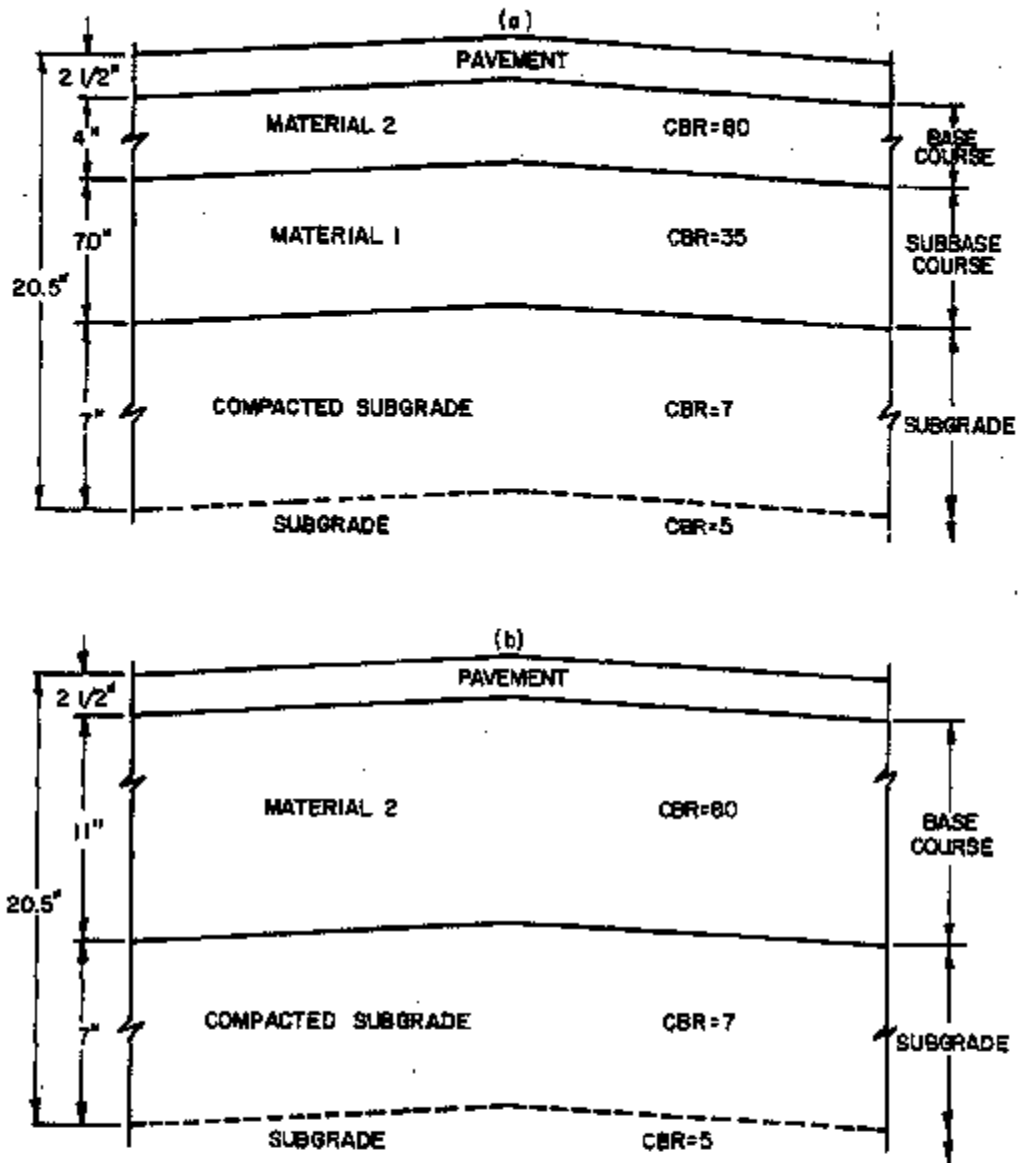 (a)
PAVEMENT
2 1/2"
MATERIAL 2 CBR=80
4"
BASE
COURSE
MATERIAL 1 CBR=35
7.0"
SUBBASE
COURSE
20.5"
COMPACTED SUBGRADE CBR=7
7"
SUBGRADE
SUBGRADE CBR=5
(b)
PAVEMENT
2 1/2"
MATERIAL 2 CBR=80
11"
BASE
COURSE
20.5"
COMPACTED SUBGRADE CBR=7
7"
SUBGRADE
SUBGRADE CBR=5